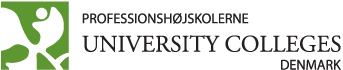 PROFESSIONSHØJSKOLERNE
UNIVERSITY COLLEGES
DENMARK